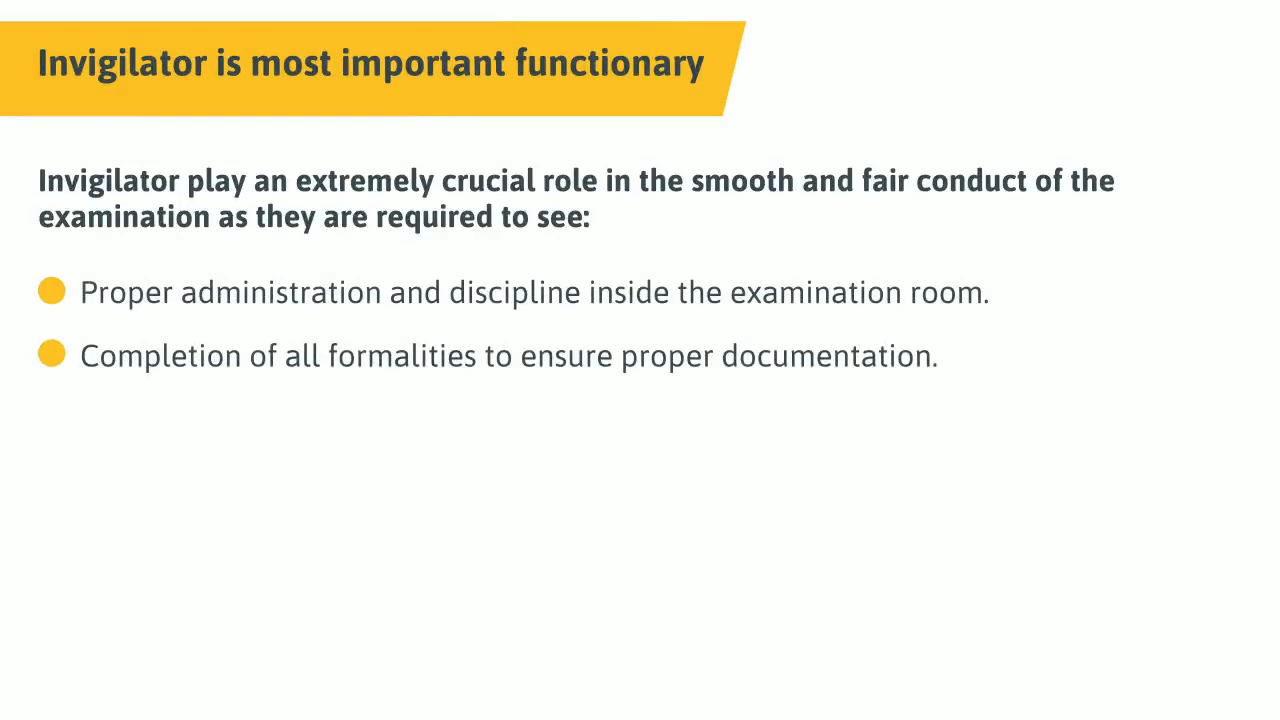 Invigilator is most important functionary
Invigilator play an extremely crucial role in the smooth and fair conduct of the
examination as they are required to see:
Proper administration and discipline inside the examination room.
Completion of all formalities to ensure proper documentation.